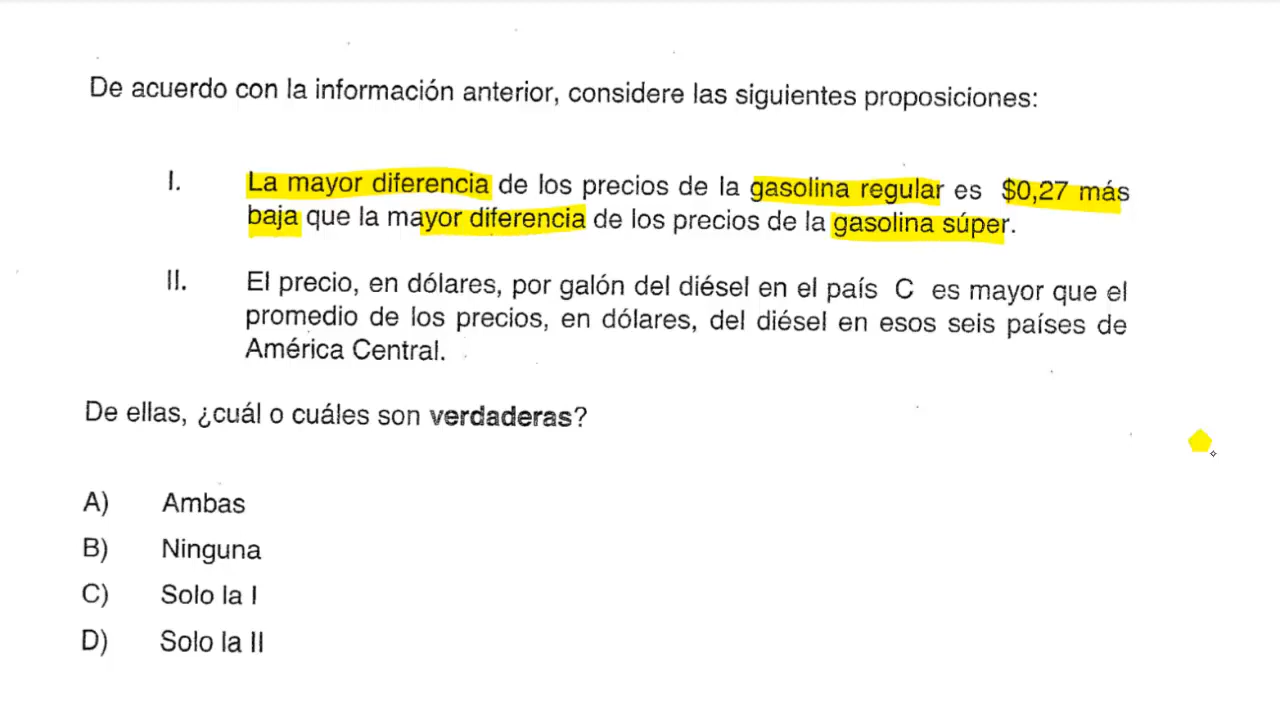 De acuerdo con la información anterior, considere las siguientes proposiciones:
I. La mayor diferencia de los precios de la gasolina regular es $0,27 más
baja que la mayor diferencia de los precios de la gasolina súper.
II. El precio, en dólares, por galón del diésel en el país C es mayor que el
promedio de los precios, en dólares, del diésel en esos seis países de
América Central.
De ellas, ¿cuál o cuáles son verdaderas?
A) Ambas
B) Ninguna
C) Solo la I
D) Solo la II